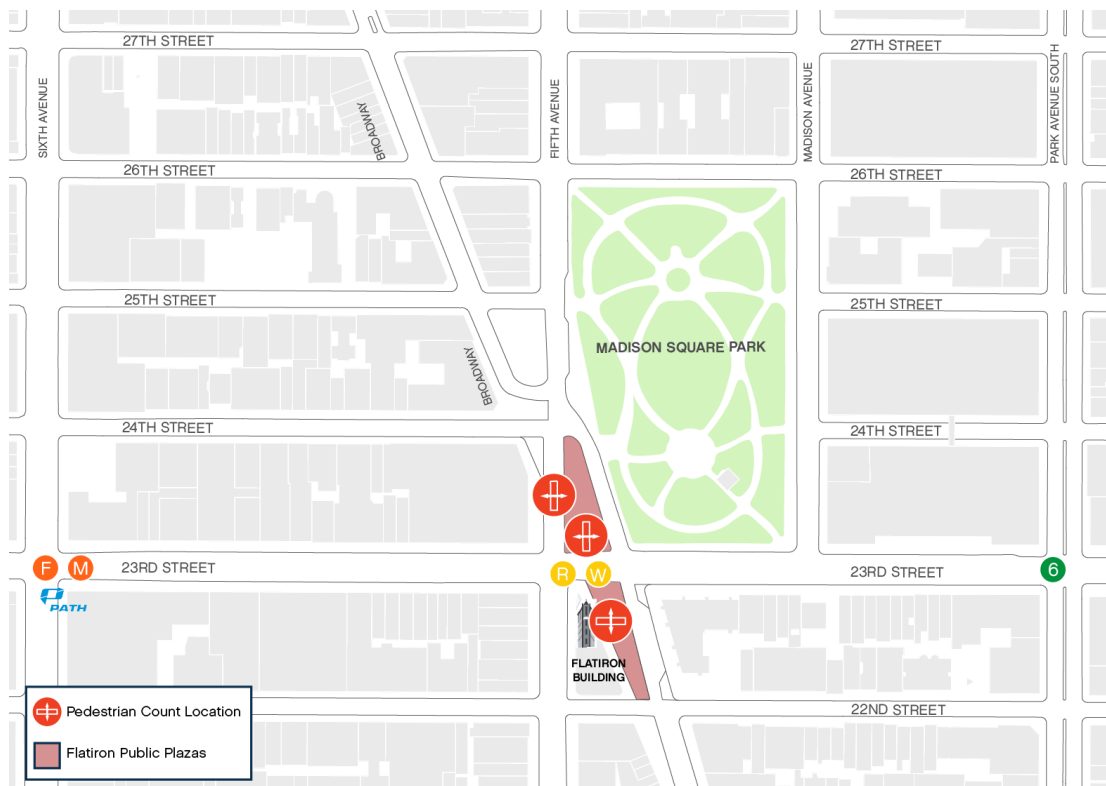 27TH STREET
27TH STREET
SIXTH AVENUE
BROADWAY
FIFTH AVENUE
MADISON AVENUE
PARK AVENUE SOUTH
26TH STREET
26TH STREET
25TH STREET
25TH STREET
MADISON SQUARE PARK
BROADWAY
24TH STREET
24TH STREET
F M
23RD STREET
R W
23RD STREET
6
PATH
FLATIRON
BUILDING
22ND STREET
Pedestrian Count Location
Flatiron Public Plazas